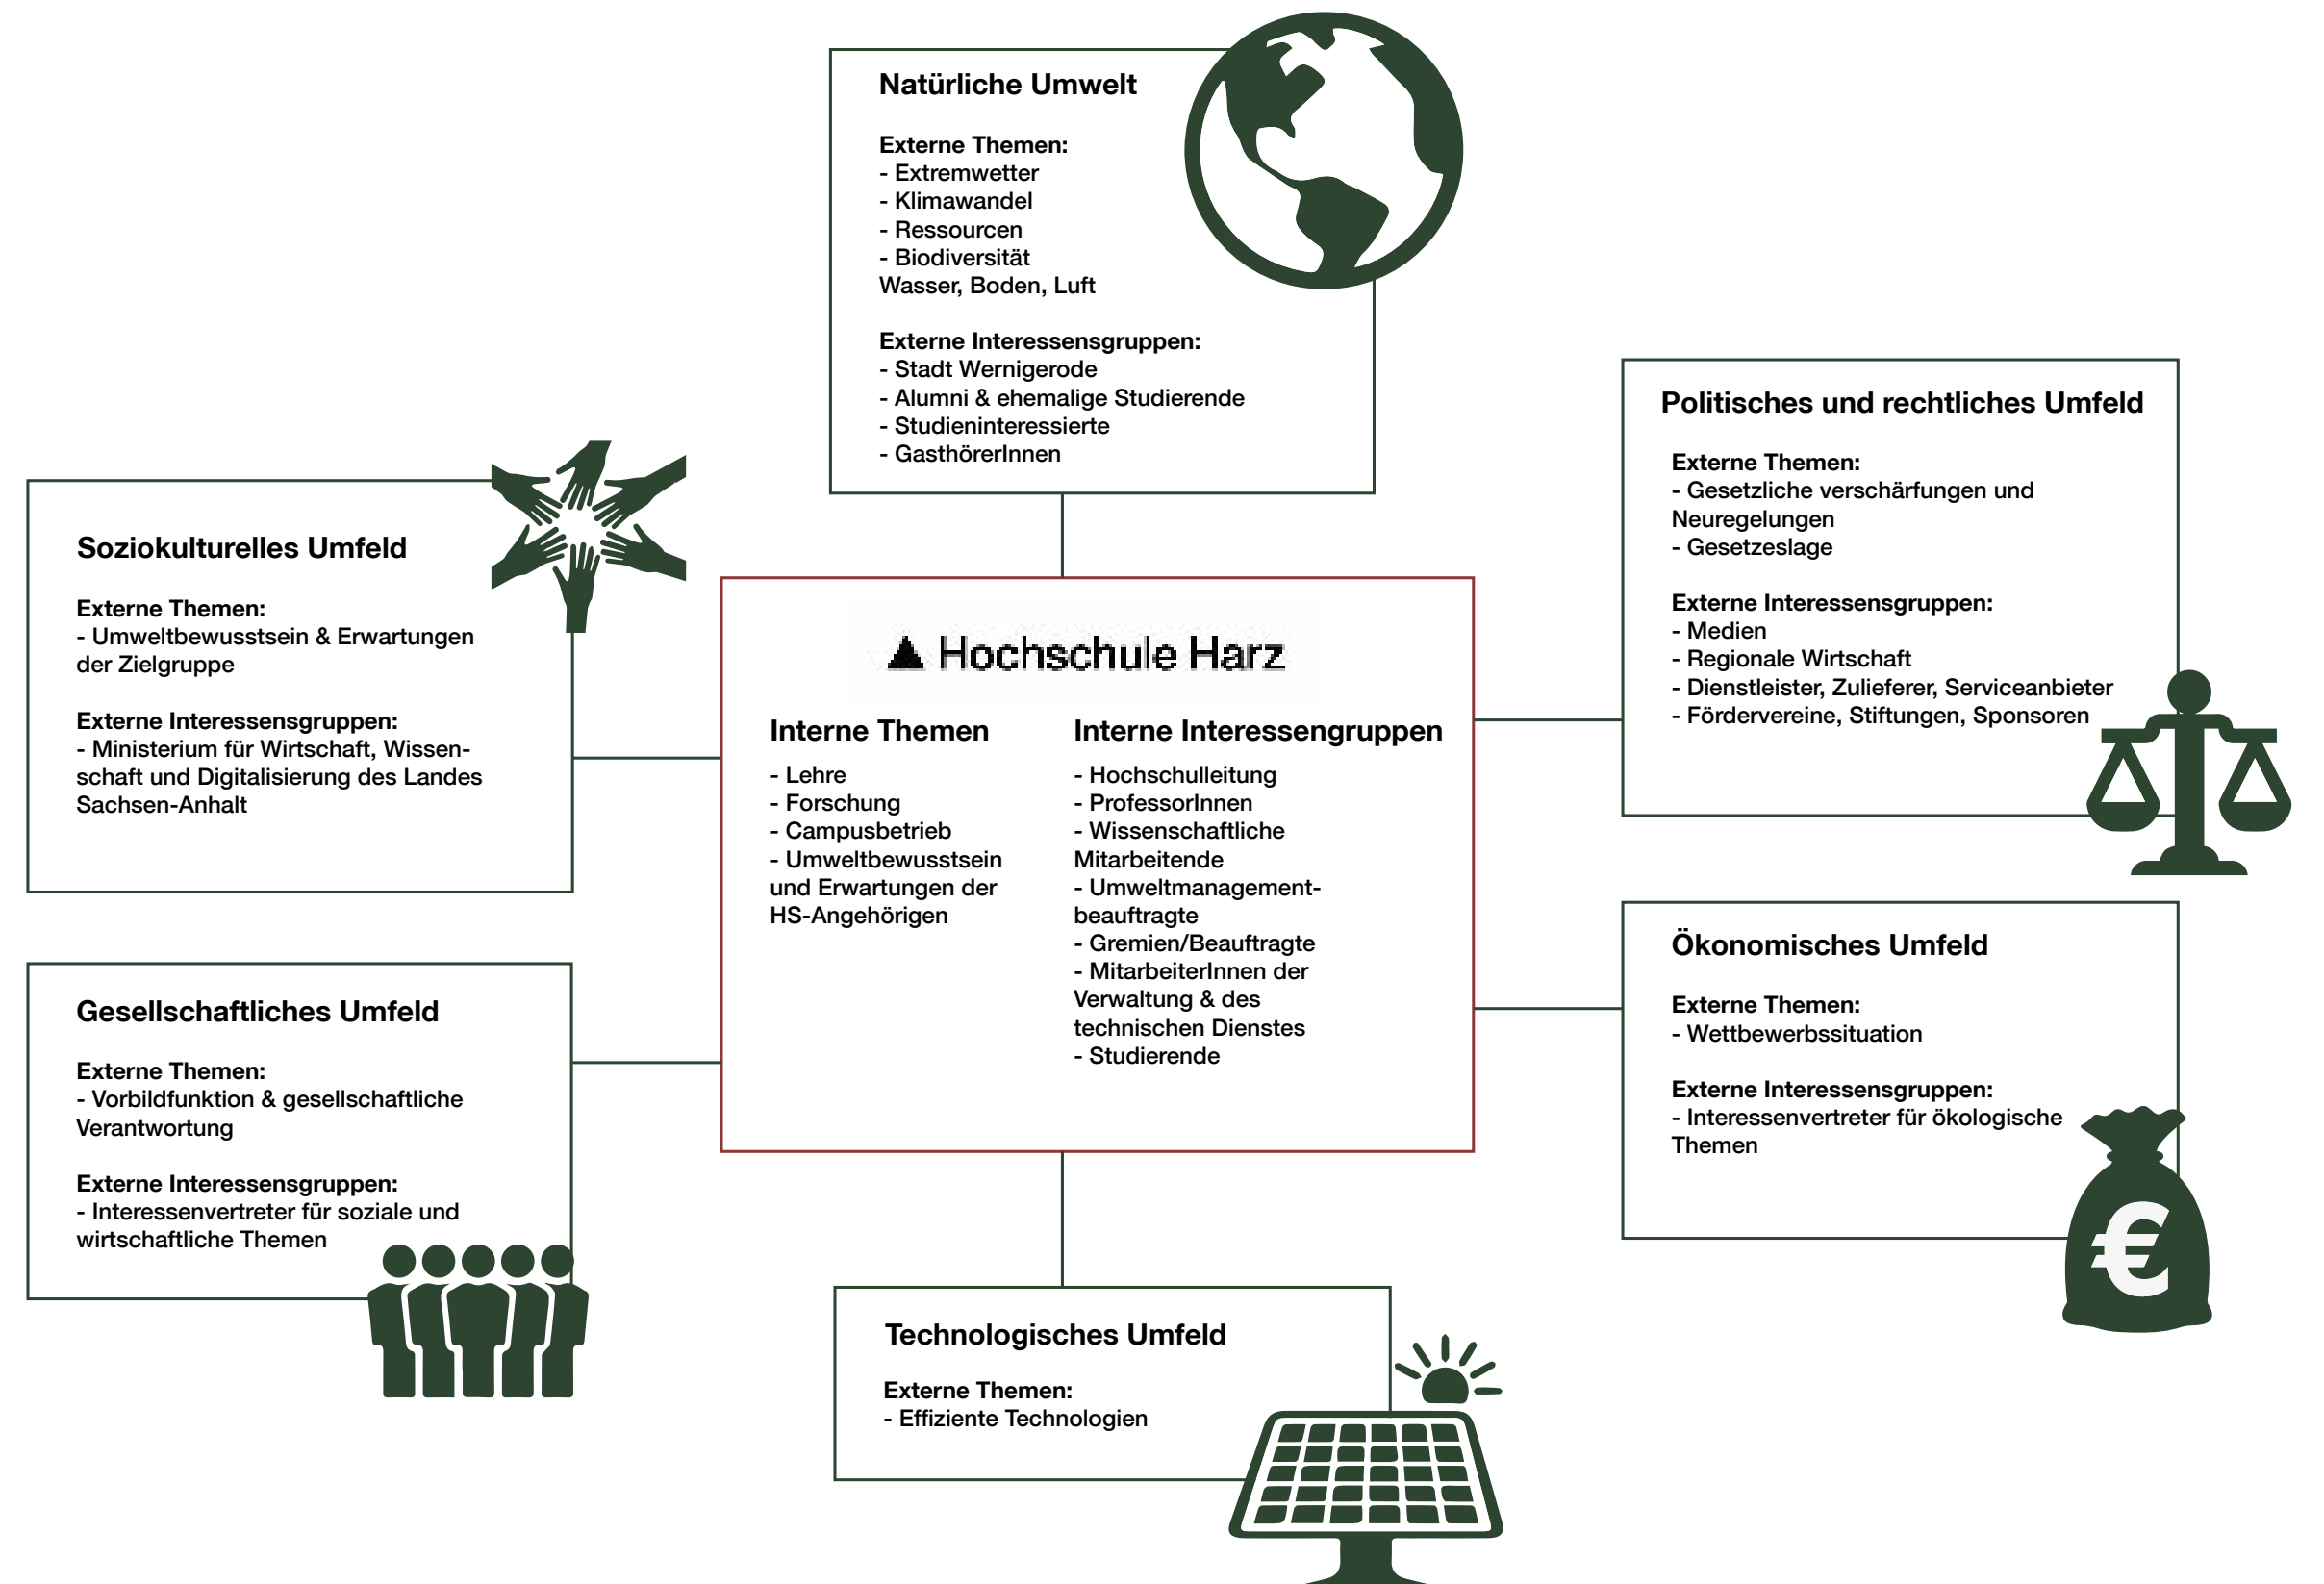 Natürliche Umwelt
Externe Themen:
- Extremwetter
- Klimawandel
- Ressourcen
- Biodiversität
Wasser, Boden, Luft
Externe Interessensgruppen:
- Stadt Wernigerode
- Alumni & ehemalige Studierende
- Studieninteressierte
- GasthörerInnen
Soziokulturelles Umfeld
Externe Themen:
- Umweltbewusstsein & Erwartungen
der Zielgruppe
Externe Interessensgruppen:
- Ministerium für Wirtschaft, Wissen-
schaft und Digitalisierung des Landes
Sachsen-Anhalt
Hochschule Harz
Interne Themen
- Lehre
- Forschung
- Campusbetrieb
- Umweltbewusstsein
und Erwartungen der
HS-Angehörigen
Interne Interessengruppen
- Hochschulleitung
- ProfessorInnen
- Wissenschaftliche
Mitarbeitende
- Umweltmanagement-
beauftragte
- Gremien/Beauftragte
- MitarbeiterInnen der
Verwaltung & des
technischen Dienstes
- Studierende
Politisches und rechtliches Umfeld
Externe Themen:
- Gesetzliche verschärfungen und
Neuregelungen
- Gesetzeslage
Externe Interessensgruppen:
- Medien
- Regionale Wirtschaft
- Dienstleister, Zulieferer, Serviceanbieter
- Fördervereine, Stiftungen, Sponsoren
Gesellschaftliches Umfeld
Externe Themen:
- Vorbildfunktion & gesellschaftliche
Verantwortung
Externe Interessensgruppen:
- Interessenvertreter für soziale und
wirtschaftliche Themen
Ökonomisches Umfeld
Externe Themen:
- Wettbewerbssituation
Externe Interessensgruppen:
- Interessenvertreter für ökologische
Themen
€
Technologisches Umfeld
Externe Themen:
- Effiziente Technologien